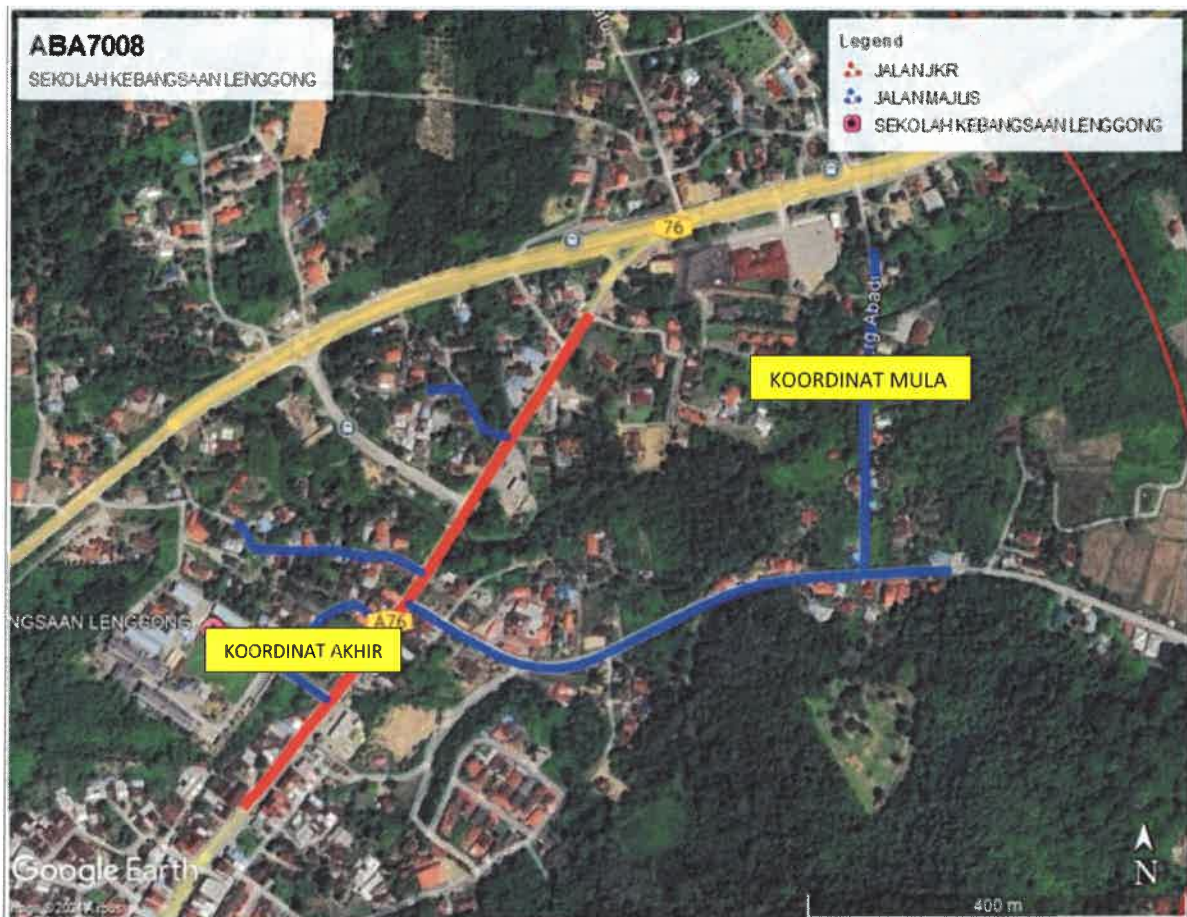 ABA7008
SEKOLAH KEBANGSAAN LENGGONG
Legend
JALAN JKR
JALAN MAJLIS
SEKOLAH KEBANGSAAN LENGGONG
76
Abadi
KOORDINAT MULA
NGSAAN LENGGONG
A76
KOORDINAT AKHIR
Google Earth
N
400 m